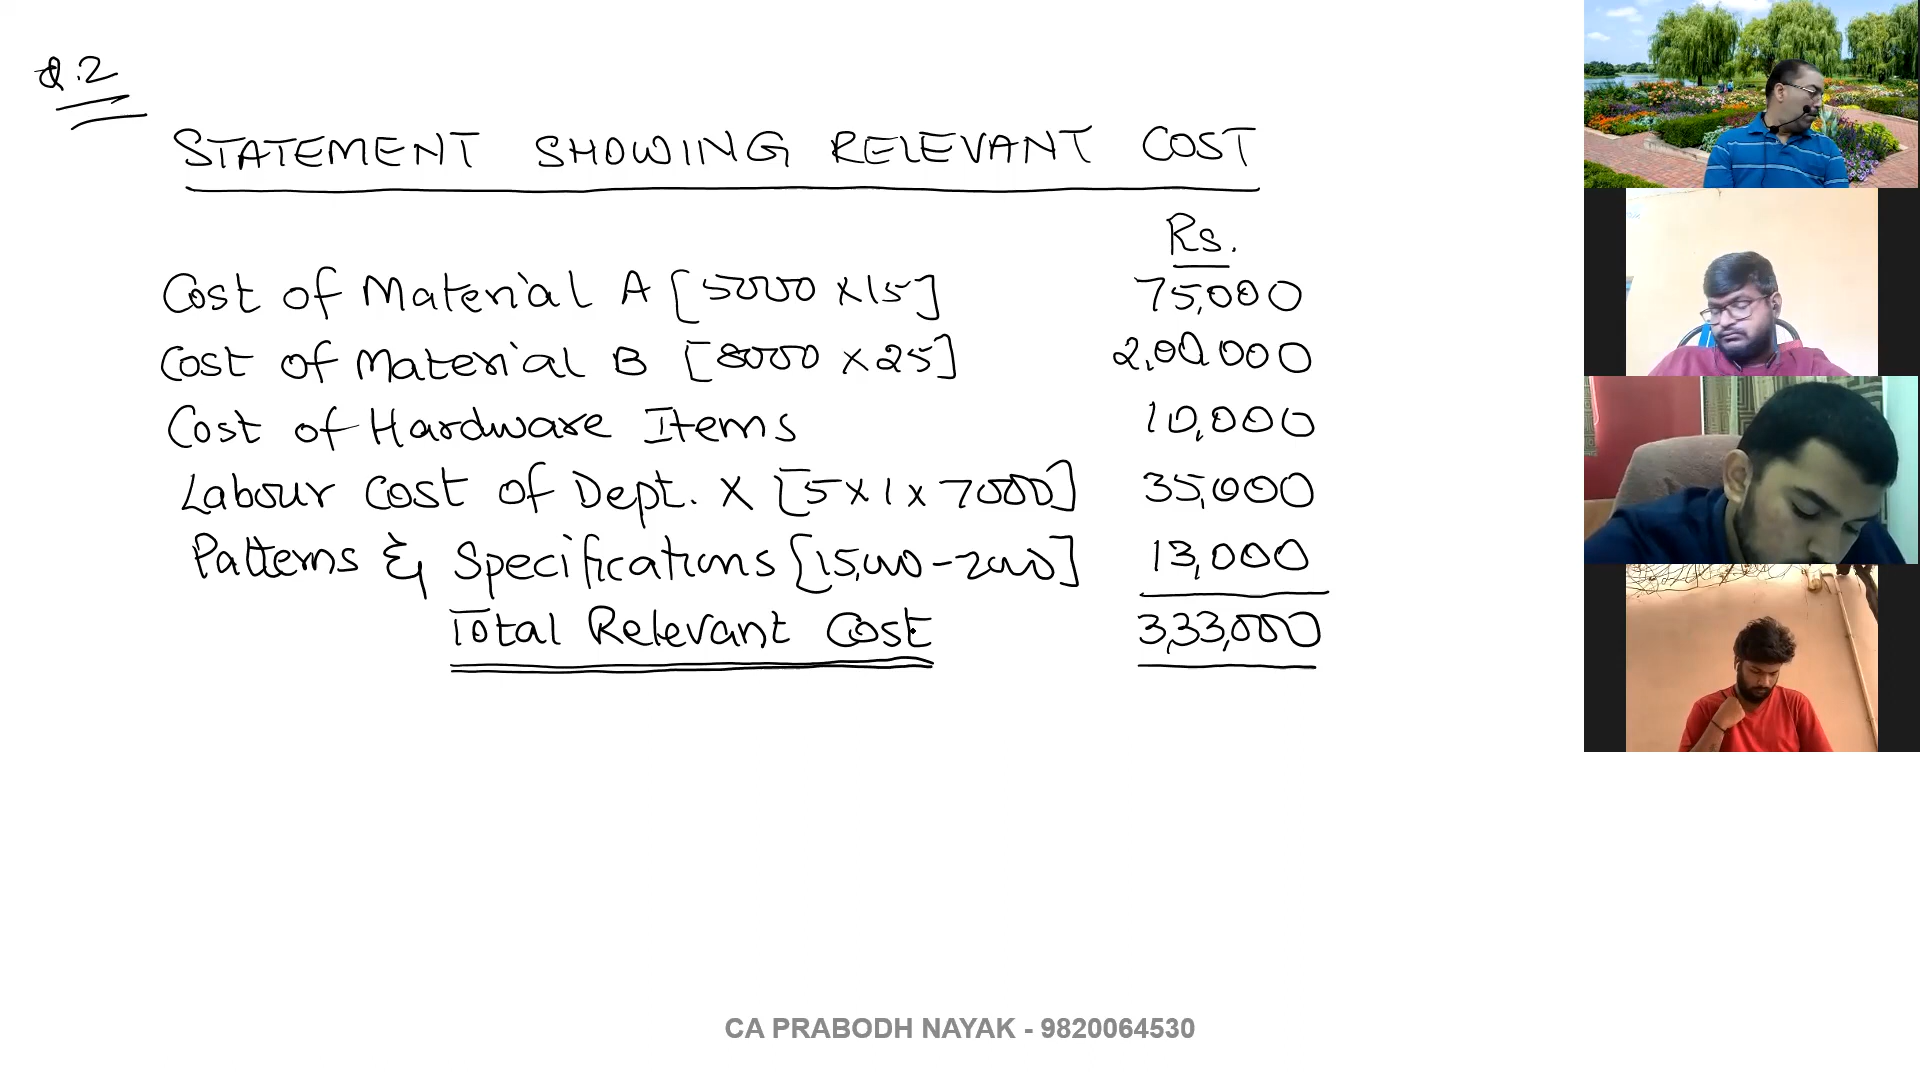 Q.2
STATEMENT SHOWING RELEVANT COST
Rs.
Cost of Material A [5000 x 15] 75,000
Cost of Material B [8000 x 25] 2,00,000
Cost of Hardware Items 10,000
Labour Cost of Dept. X [5 x 1 x 7000] 35,000
Patterns & Specifications [15,000 - 2000] 13,000
Total Relevant Cost 3,33,000
CA PRABODH NAYAK - 9820064530